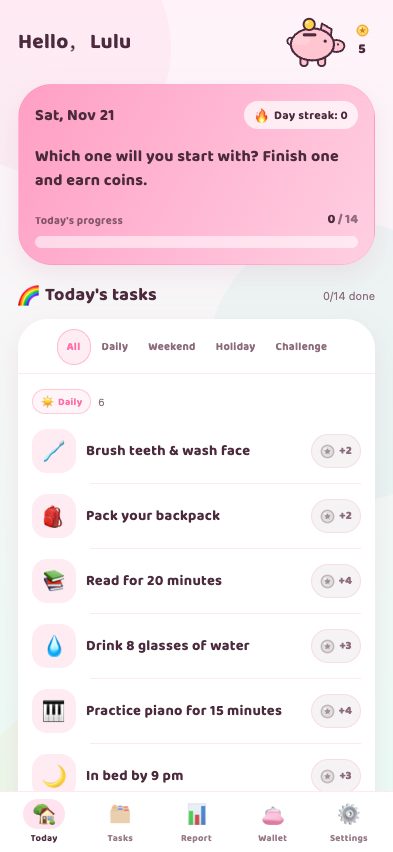 Hello, Lulu
5
Sat, Nov 21
Day streak: 0
Which one will you start with? Finish one
and earn coins.
Today's progress
0 / 14
Today's tasks
0/14 done
All
Daily
Weekend
Holiday
Challenge
Daily
6
Brush teeth & wash face
+2
Pack your backpack
+2
Read for 20 minutes
+4
Drink 8 glasses of water
+3
Practice piano for 15 minutes
+4
In bed by 9 pm
+3
Today
Tasks
Report
Wallet
Settings